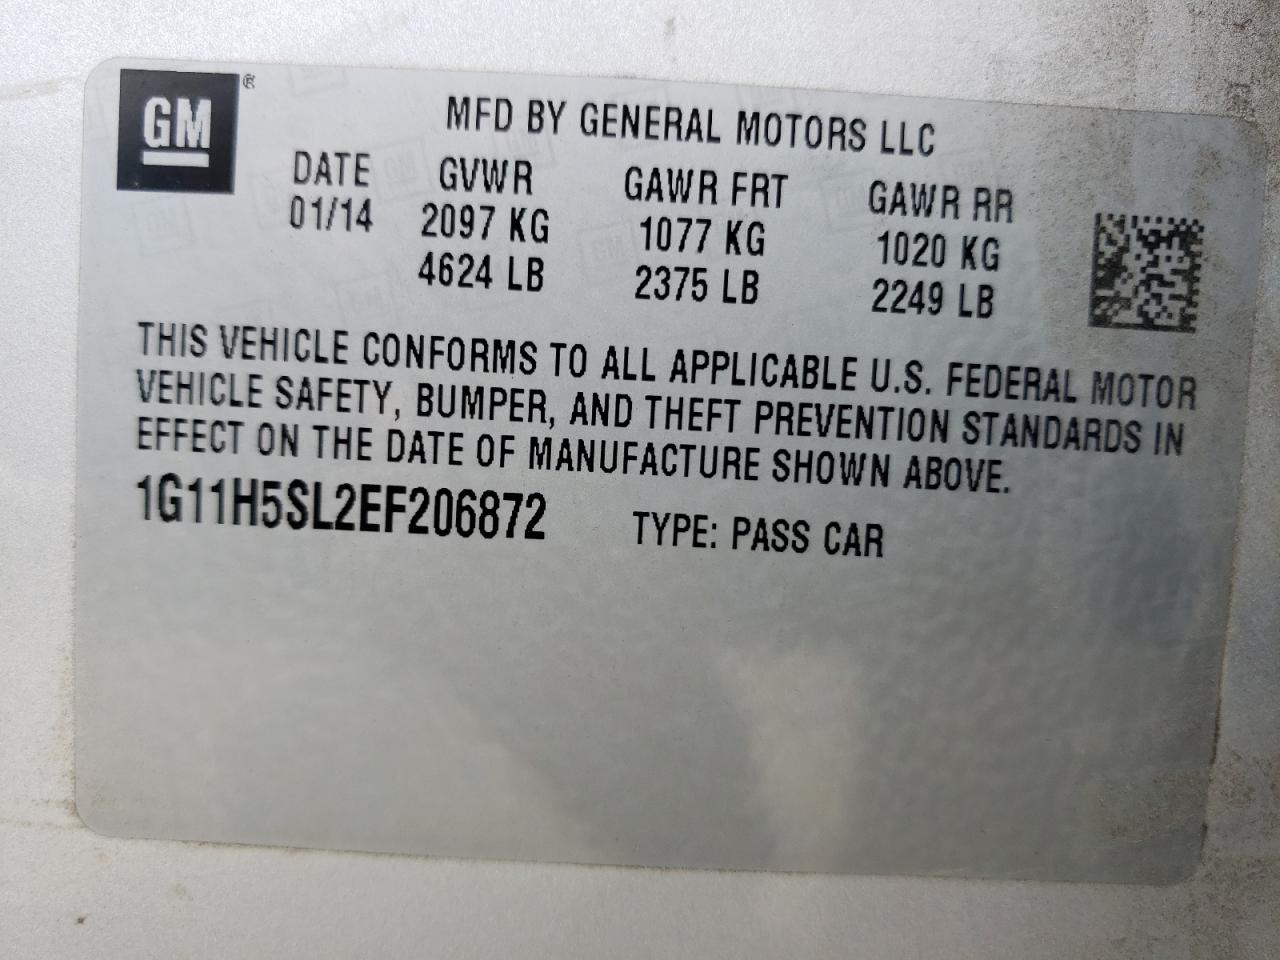 GM ®
MFD BY GENERAL MOTORS LLC
DATE GVWR GAWR FRT GAWR RR
01/14 2097 KG 1077 KG 1020 KG
4624 LB 2375 LB 2249 LB
THIS VEHICLE CONFORMS TO ALL APPLICABLE U.S. FEDERAL MOTOR
VEHICLE SAFETY, BUMPER, AND THEFT PREVENTION STANDARDS IN
EFFECT ON THE DATE OF MANUFACTURE SHOWN ABOVE.
1G11H5SL2EF206872 TYPE: PASS CAR